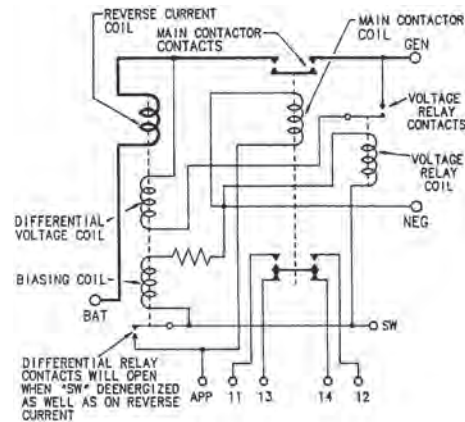 REVERSE CURRENT
COIL
MAIN CONTACTOR
CONTACTS
MAIN CONTACTOR
COIL
GEN
VOLTAGE
RELAY
CONTACTS
VOLTAGE
RELAY
COIL
DIFFERENTIAL
VOLTAGE COIL
NEG
BIASING COIL
BAT
SW
DIFFERENTIAL RELAY
CONTACTS WILL OPEN
WHEN "SW" DEENERGIZED
AS WELL AS ON REVERSE
CURRENT
APP 11 13 14 12